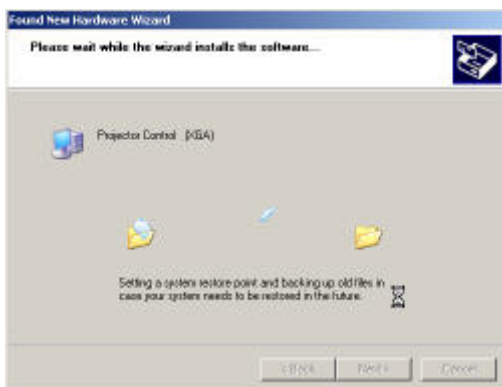 Found New Hardware Wizard
Please wait while the wizard installs the software...
Projector Control (XGA)
Setting a system restore point and backing up old files in
case your system needs to be restored in the future.
< Back
Next >
Cancel